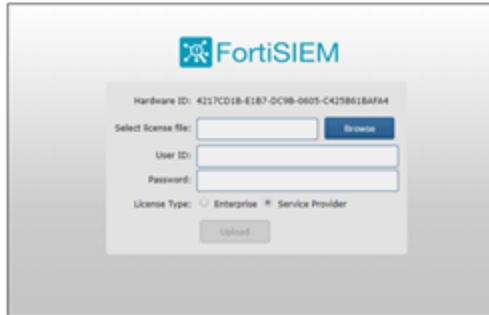 FortiSIEM
Hardware ID: 4217CD1B-E1B7-DC9B-0605-C425B61BAFA4
Select license file: Browse
User ID:
Password:
License Type: Enterprise Service Provider
Upload